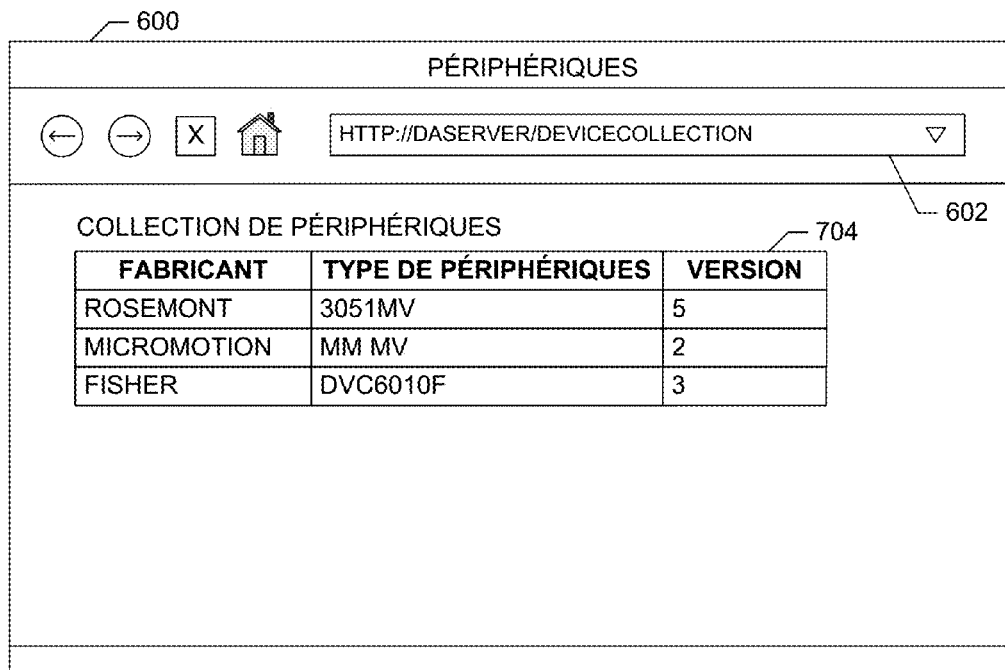 600
PÉRIPHÉRIQUES
X
HTTP://DASERVER/DEVICECOLLECTION
602
COLLECTION DE PÉRIPHÉRIQUES
704
FABRICANT TYPE DE PÉRIPHÉRIQUES VERSION
ROSEMONT 3051MV 5
MICROMOTION MM MV 2
FISHER DVC6010F 3